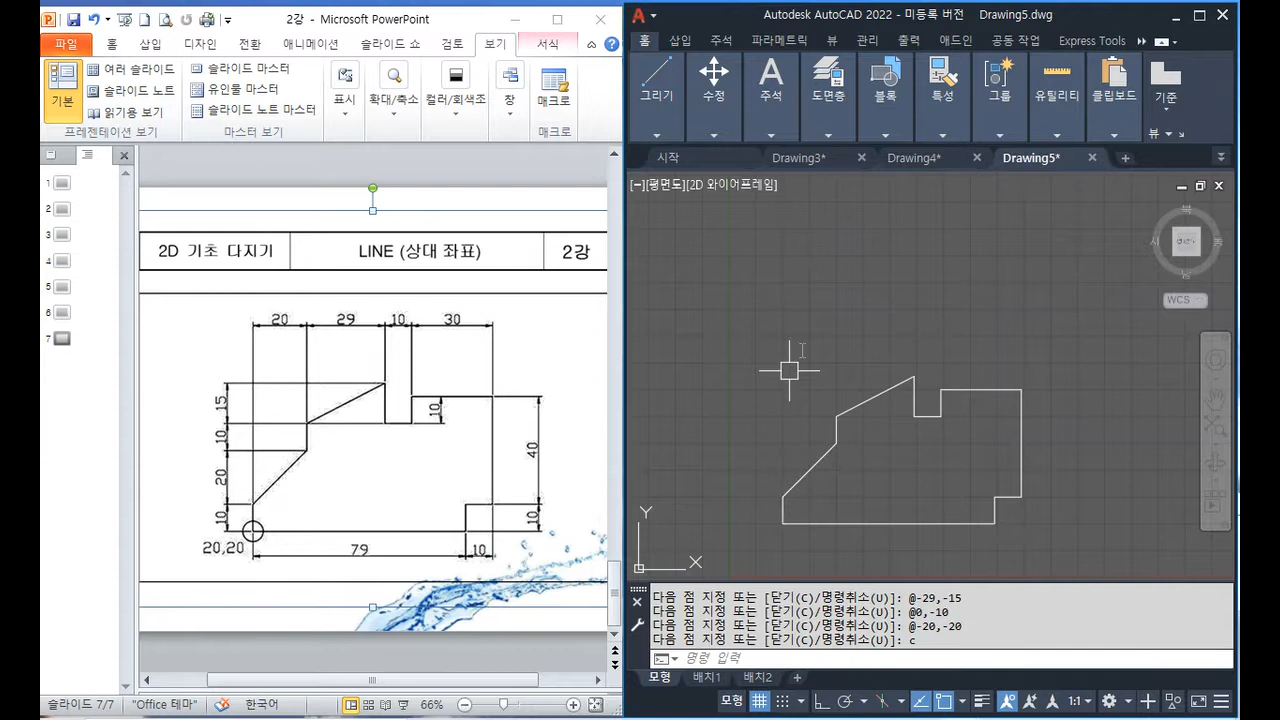 2강 - Microsoft PowerPoint
파일 홈 삽입 디자인 전환 애니메이션 슬라이드 쇼 검토 보기 서식
기본
여러 슬라이드
슬라이드 노트
읽기용 보기
프레젠테이션 보기
슬라이드 마스터
유인물 마스터
슬라이드 노트 마스터
마스터 보기
표시
확대/축소
컬러/회색조
창
매크로
매크로
1
2
3
4
5
6
7
2D 기초 다지기 LINE (상대 좌표) 2강
20 29 10 30
15
10
10
40
20
10
10
20,20
79
10
슬라이드 7/7 "Office 테마" 한국어 66%
Autodesk AutoCAD 2022 - 미등록 버전 Drawing5.dwg
홈 삽입 주석 파라메트릭 뷰 관리 출력 애드인 공동 작업 Express Tools
그리기 수정 주석 도면층 블록 특성 그룹 유틸리티 클립보드 기준
뷰
시작 Drawing3* Drawing4* Drawing5*
[−][평면도][2D 와이어프레임]
북
서
동
남
WCS
Y
X
다음 점 지정 또는 [닫기(C)/명령취소(U)]: @-29,-15
다음 점 지정 또는 [닫기(C)/명령취소(U)]: @0,-10
다음 점 지정 또는 [닫기(C)/명령취소(U)]: @-20,-20
다음 점 지정 또는 [닫기(C)/명령취소(U)]: c
명령 입력
모형 배치1 배치2 +
모형 1:1